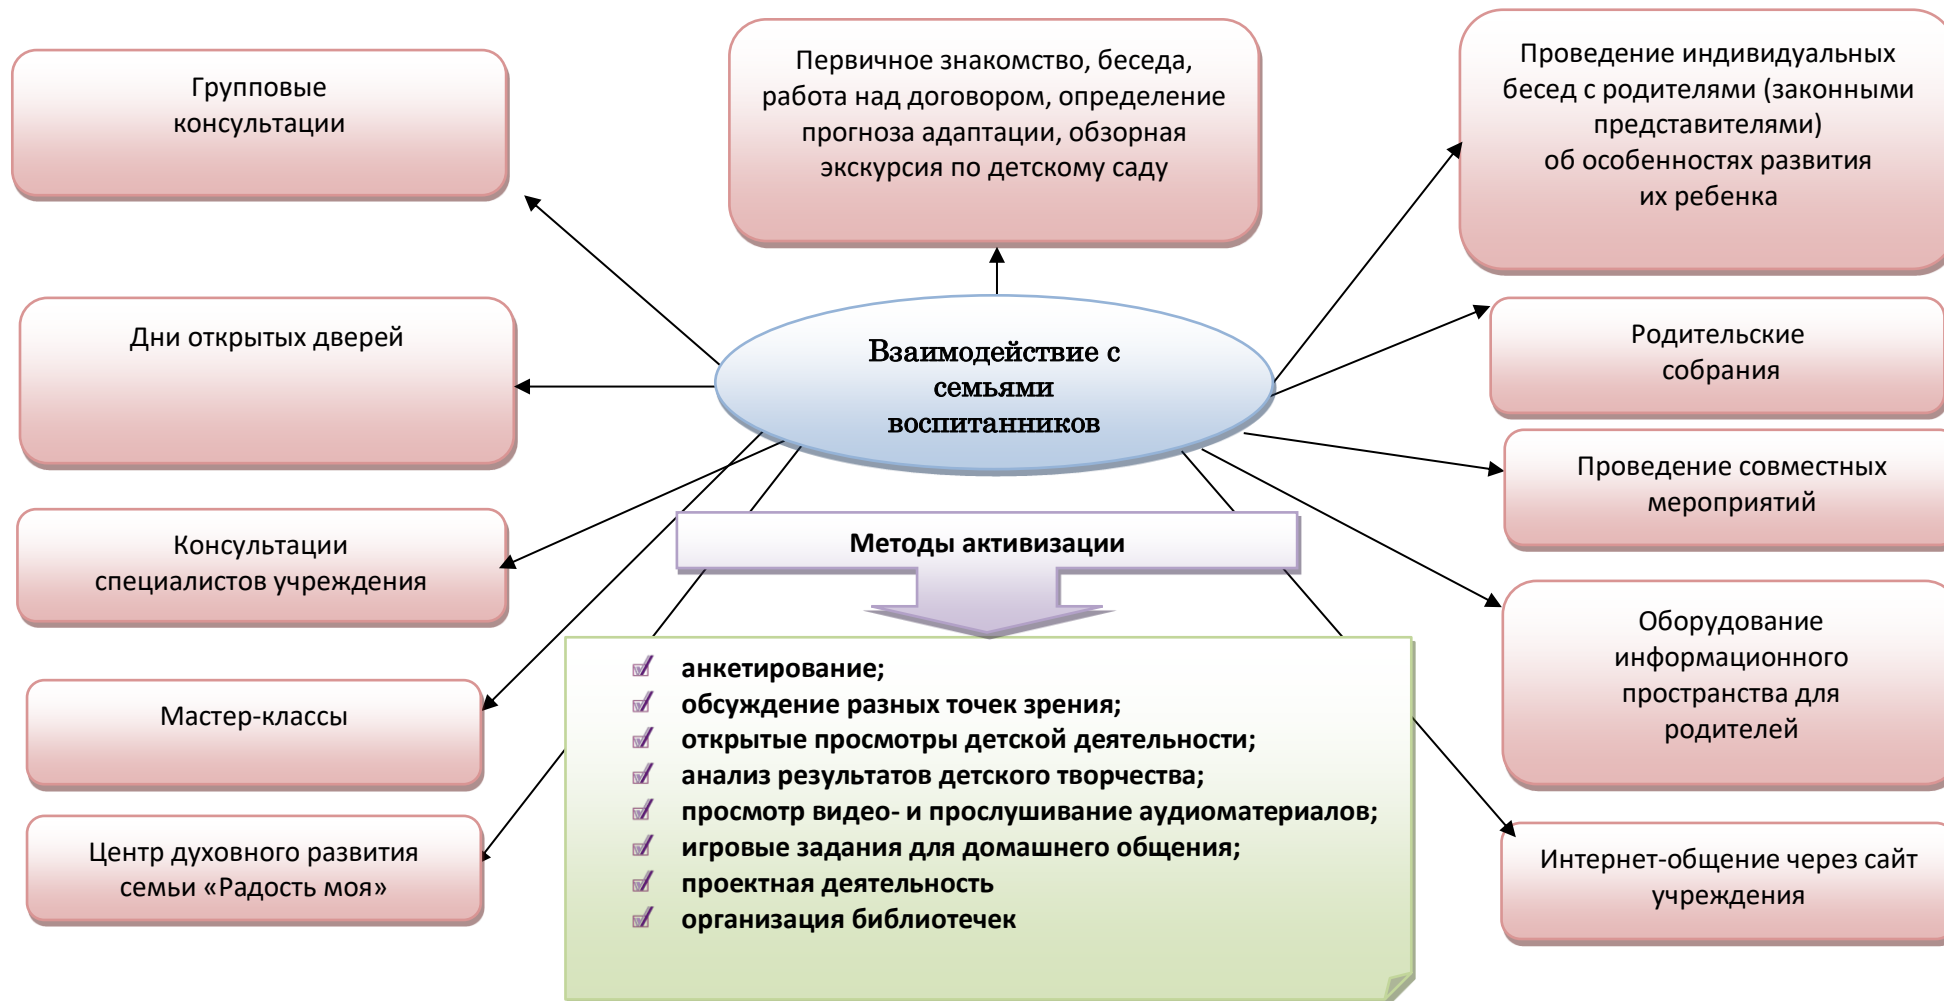 Групповые
консультации
Первичное знакомство, беседа,
работа над договором, определение
прогноза адаптации, обзорная
экскурсия по детскому саду
Проведение индивидуальных
бесед с родителями (законными
представителями)
об особенностях развития
их ребенка
Дни открытых дверей
Взаимодействие с
семьями
воспитанников
Родительские
собрания
Проведение совместных
мероприятий
Консультации
специалистов учреждения
Методы активизации
Оборудование
информационного
пространства для
родителей
Мастер-классы
анкетирование;
обсуждение разных точек зрения;
открытые просмотры детской деятельности;
анализ результатов детского творчества;
просмотр видео- и прослушивание аудиоматериалов;
игровые задания для домашнего общения;
проектная деятельность
организация библиотечек
Центр духовного развития
семьи «Радость моя»
Интернет-общение через сайт
учреждения